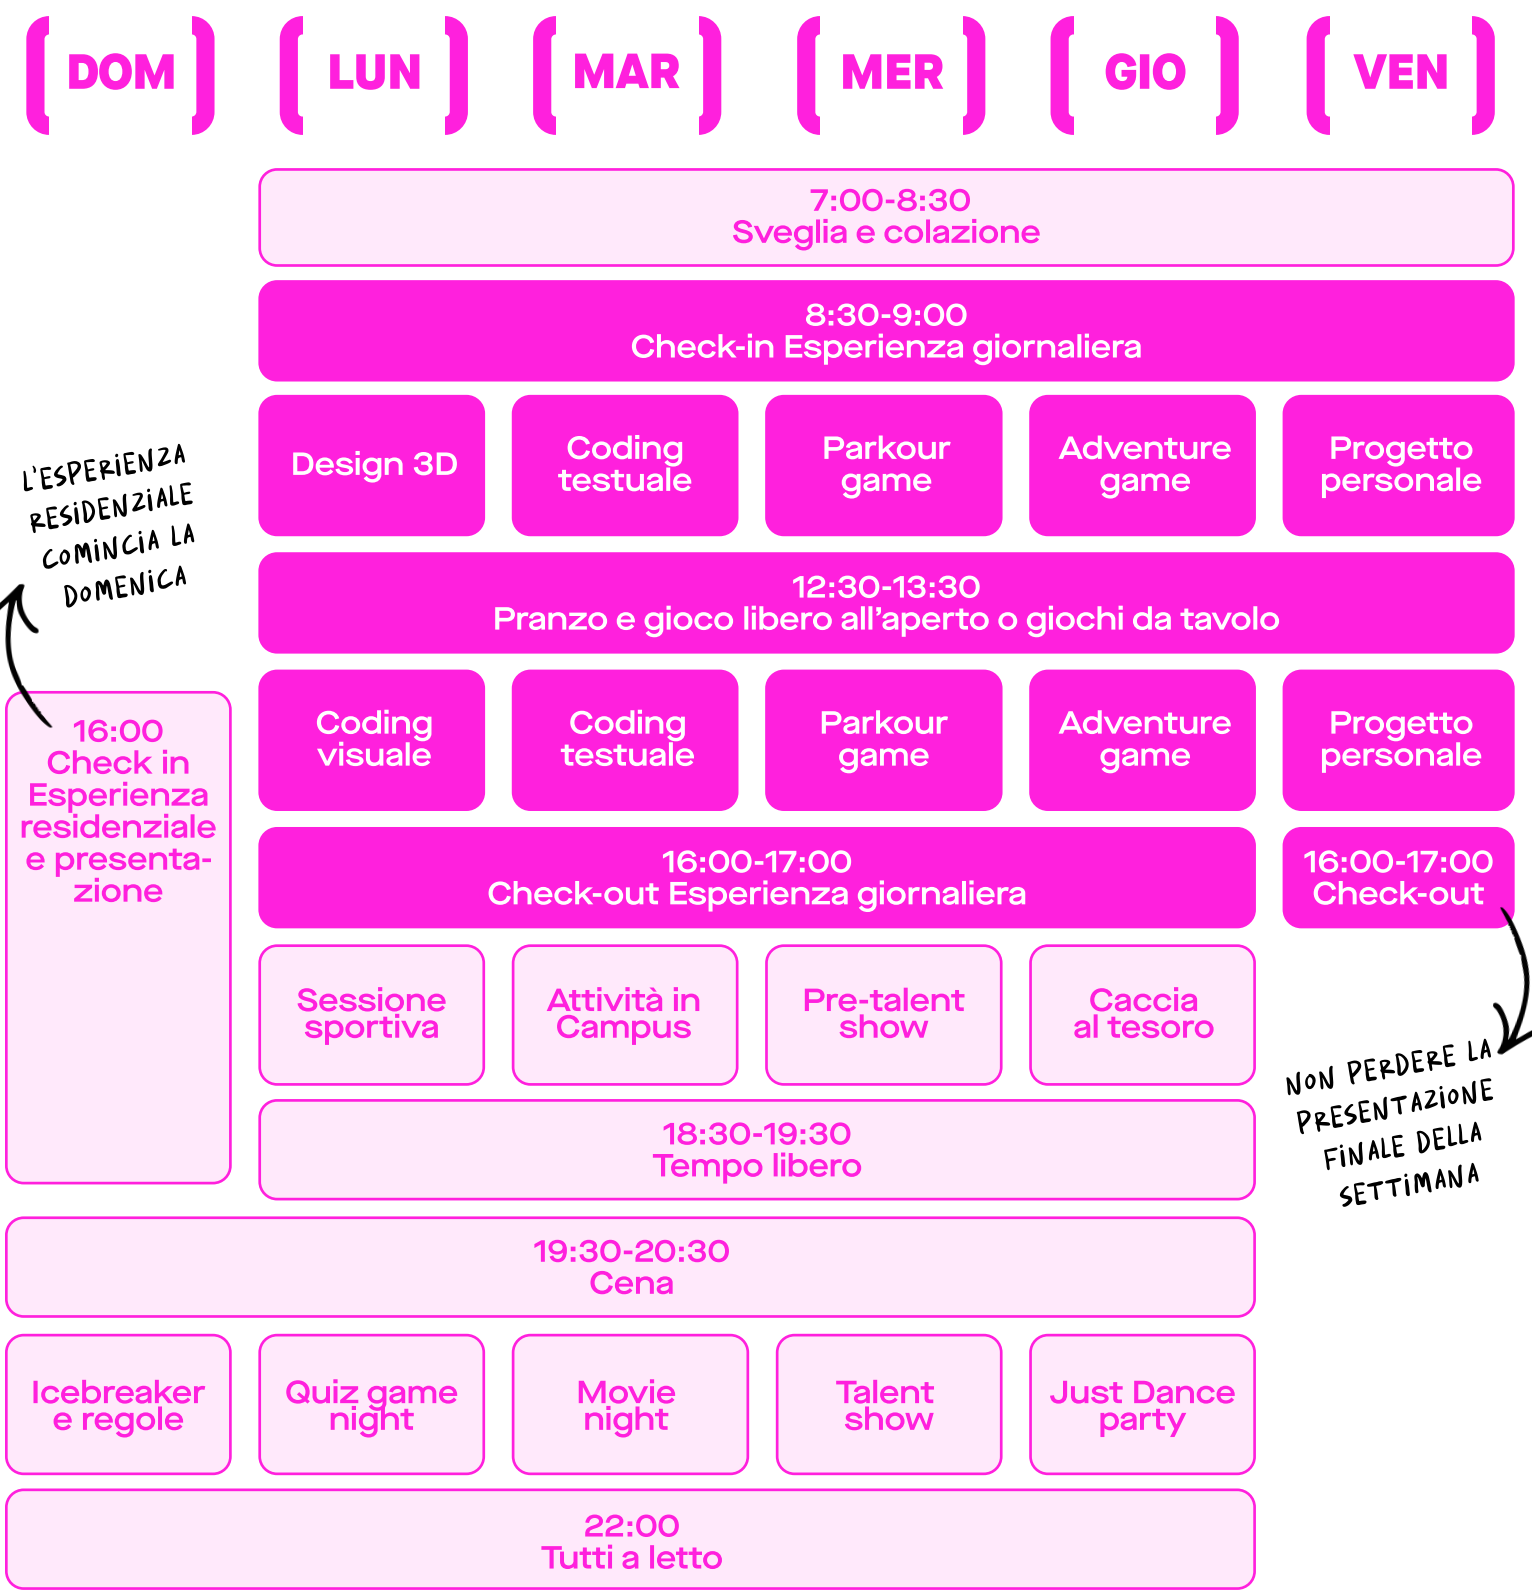 DOM
LUN
MAR
MER
GIO
VEN
7:00-8:30
Sveglia e colazione
8:30-9:00
Check-in Esperienza giornaliera
Design 3D
Coding
testuale
Parkour
game
Adventure
game
Progetto
personale
L'ESPERIENZA
RESIDENZIALE
COMINCIA LA
DOMENICA
12:30-13:30
Pranzo e gioco libero all'aperto o giochi da tavolo
16:00
Check in
Esperienza
residenziale
e presenta-
zione
Coding
visuale
Coding
testuale
Parkour
game
Adventure
game
Progetto
personale
16:00-17:00
Check-out Esperienza giornaliera
16:00-17:00
Check-out
Sessione
sportiva
Attività in
Campus
Pre-talent
show
Caccia
al tesoro
NON PERDERE LA
PRESENTAZIONE
FINALE DELLA
SETTIMANA
18:30-19:30
Tempo libero
19:30-20:30
Cena
Icebreaker
e regole
Quiz game
night
Movie
night
Talent
show
Just Dance
party
22:00
Tutti a letto